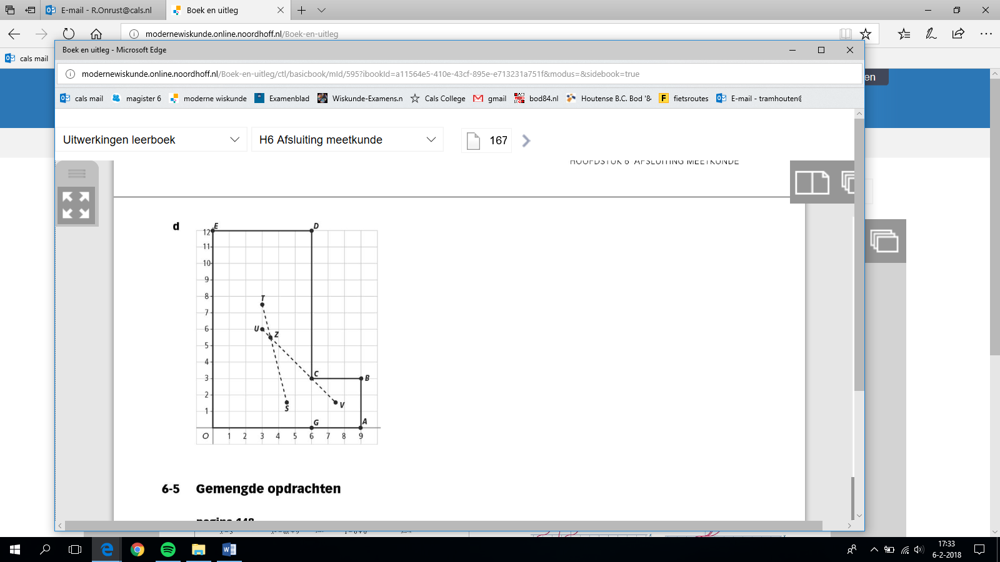 E-mail - R.Onrust@cals.nl
Boek en uitleg
modernewiskunde.online.noordhoff.nl/Boek-en-uitleg
cals mail
Boek en uitleg - Microsoft Edge
modernewiskunde.online.noordhoff.nl/Boek-en-uitleg/ctl/basicbook/mId/595?ibookId=a11564e5-410e-43cf-895e-e713231a751f&modus=&sidebook=true
en
cals mail magister 6 moderne wiskunde Examenblad Wiskunde-Examens.n Cals College gmail bod84.nl Houtense B.C. Bod '8 fietsroutes E-mail - tramhouten
Uitwerkingen leerboek H6 Afsluiting meetkunde 167
HOOFDSTUK 6 AFSLUITING MEETKUNDE
d
E D
12
11
10
9
8 T
7
6 U Z
5
4
3 C B
2
1 S V
G A
O 1 2 3 4 5 6 7 8 9
6-5 Gemengde opdrachten
pagina 148
17:33
6-2-2018